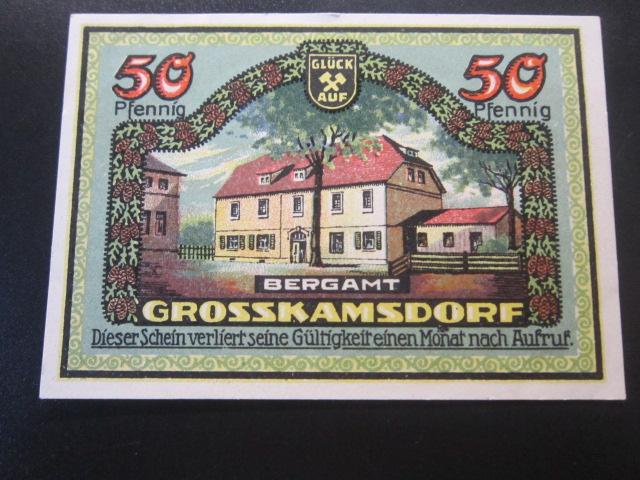 50
Pfennig
GLÜCK
AUF
50
Pfennig
BERGAMT
GROSSKAMSDORF
Dieser Schein verliert seine Gültigkeit einen Monat nach Aufruf.